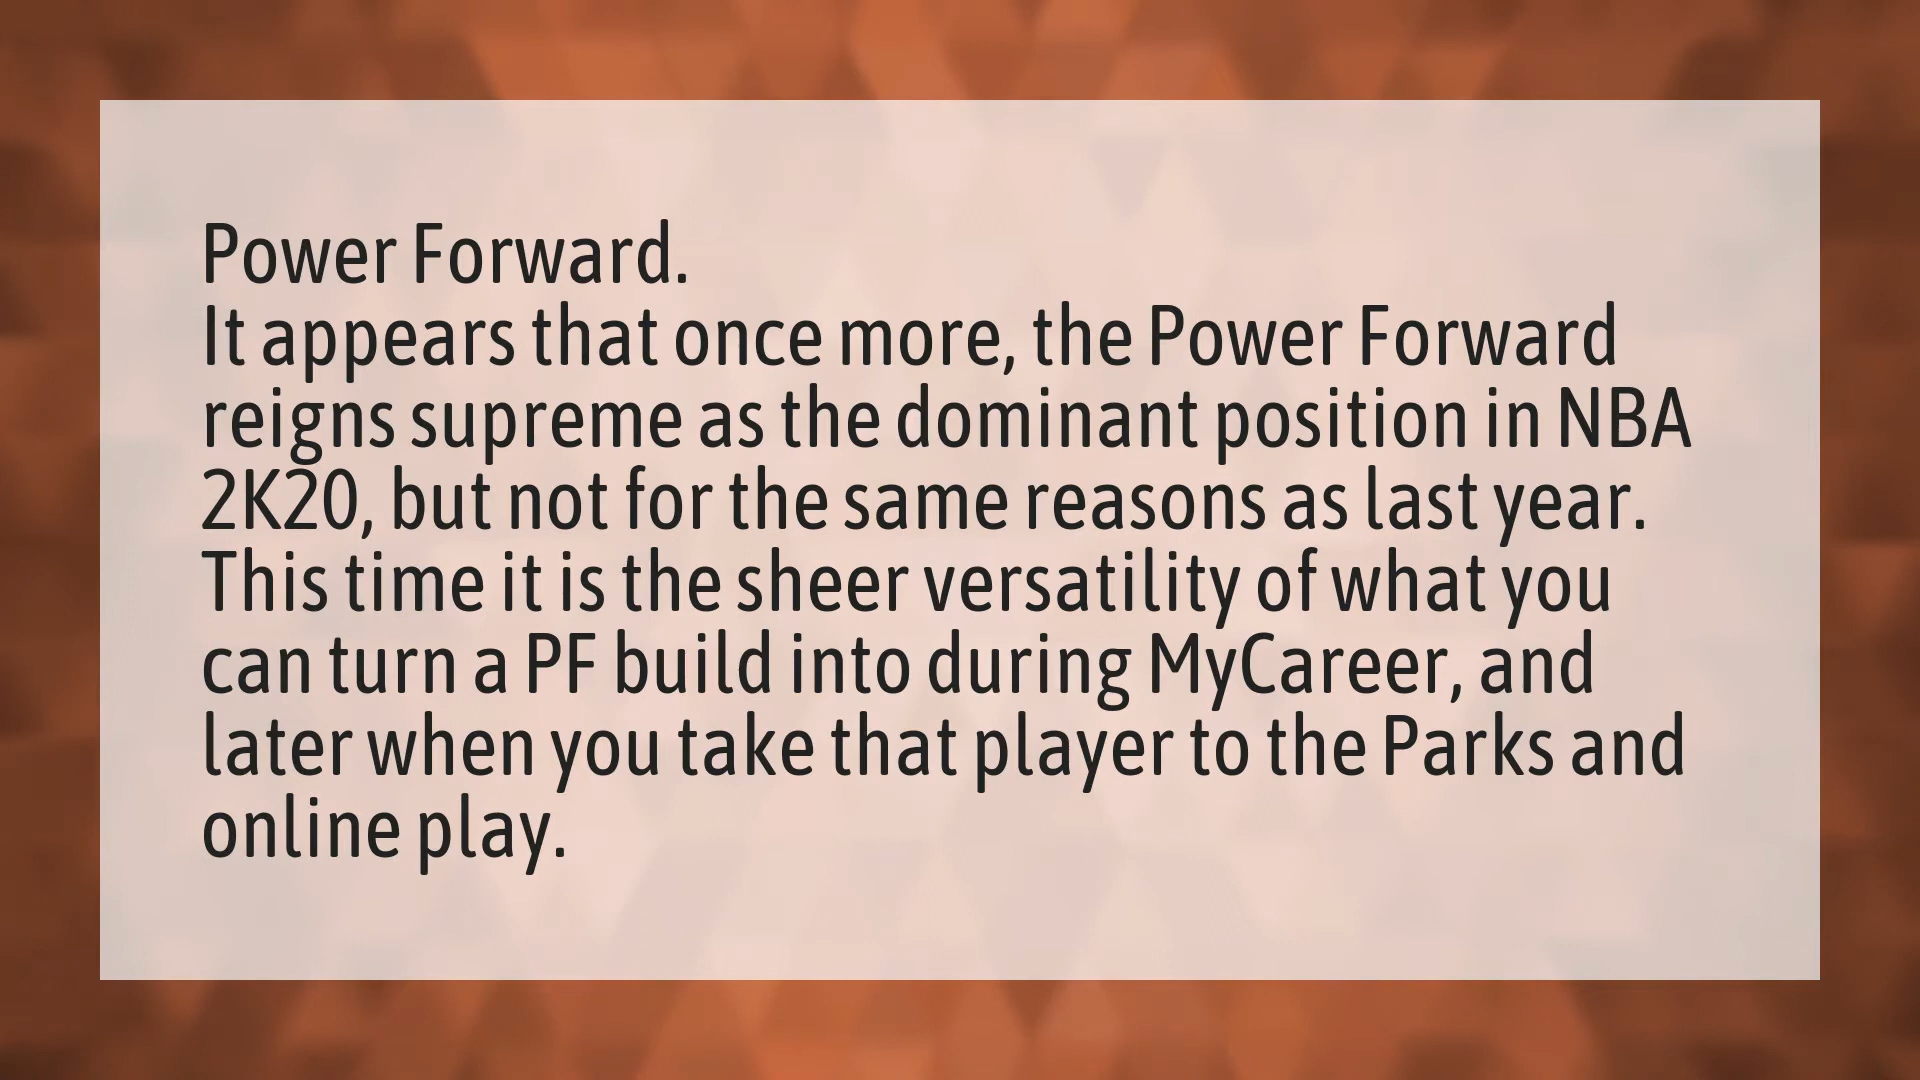 Power Forward.
It appears that once more, the Power Forward
reigns supreme as the dominant position in NBA
2K20, but not for the same reasons as last year.
This time it is the sheer versatility of what you
can turn a PF build into during MyCareer, and
later when you take that player to the Parks and
online play.